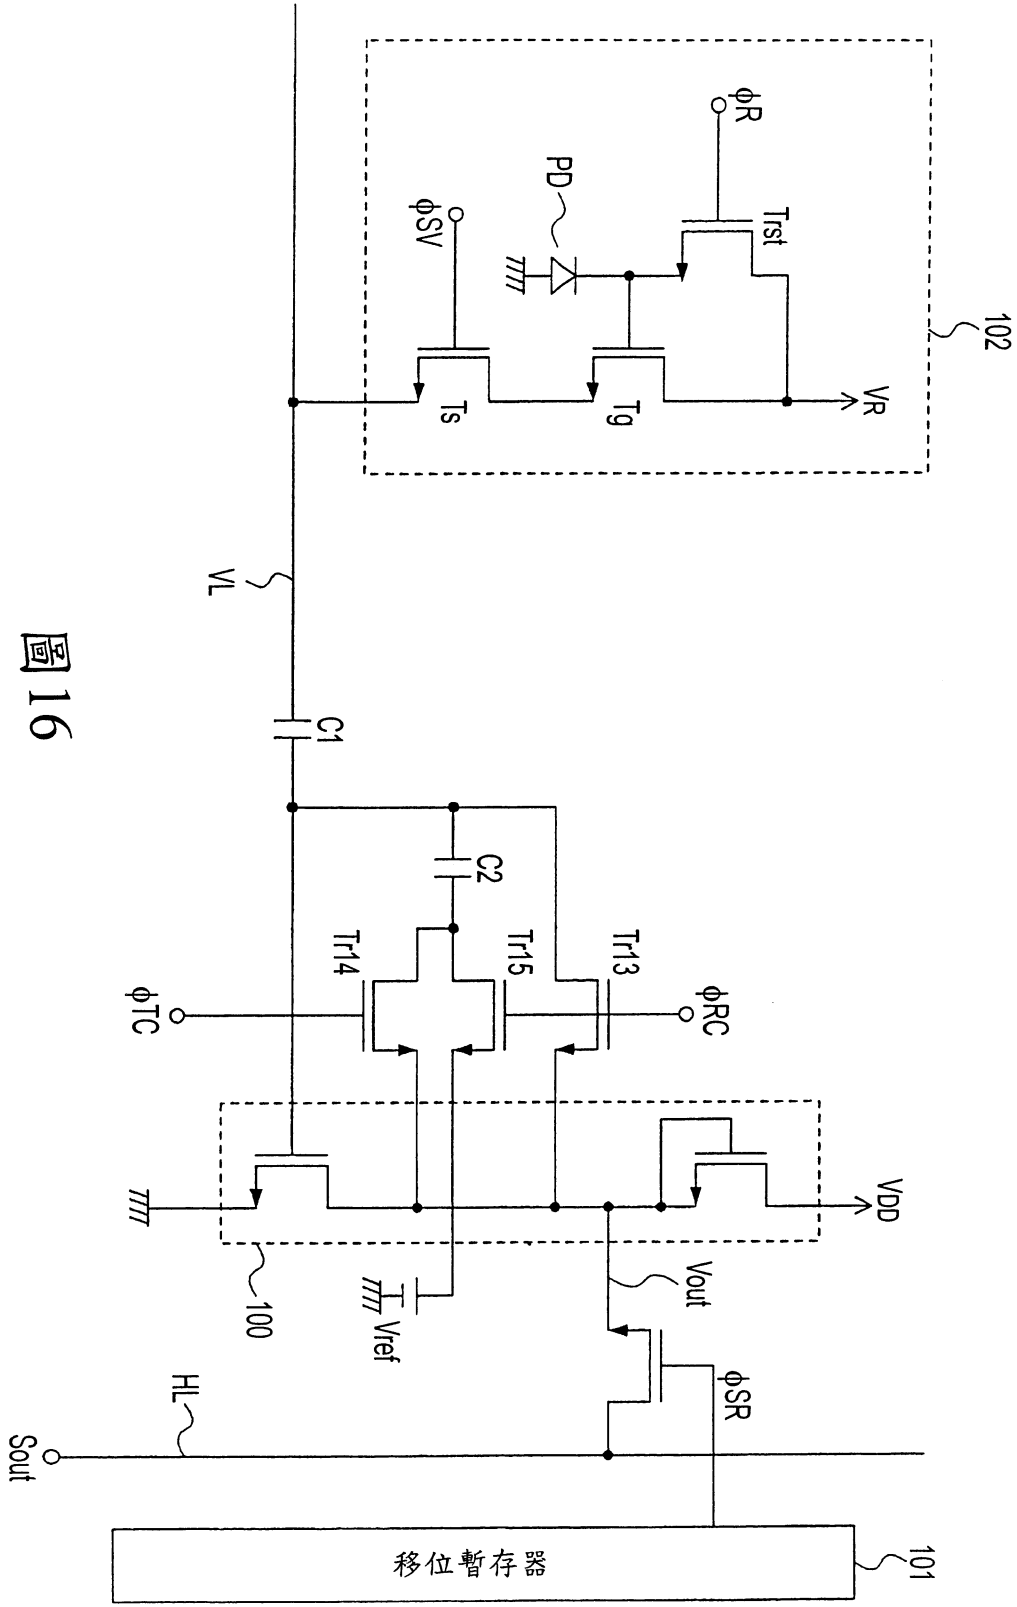 102
VR
φR
Trst
PD
Tg
φSV
Ts
VL
C1
C2
Tr13
Tr15
Tr14
φRC
φTC
VDD
Vout
Vref
100
φSR
HL
Sout
移位暫存器
101
圖16